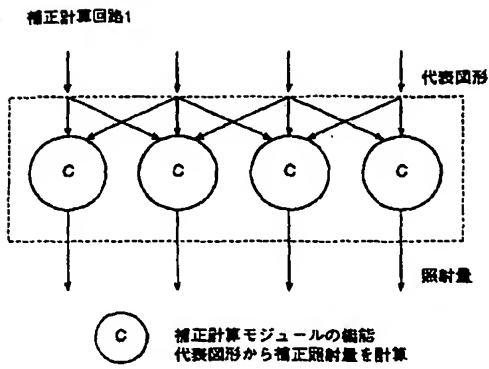 補正計算回路1
代表図形
C C C C
照射量
C 補正計算モジュールの機能
代表図形から補正照射量を計算